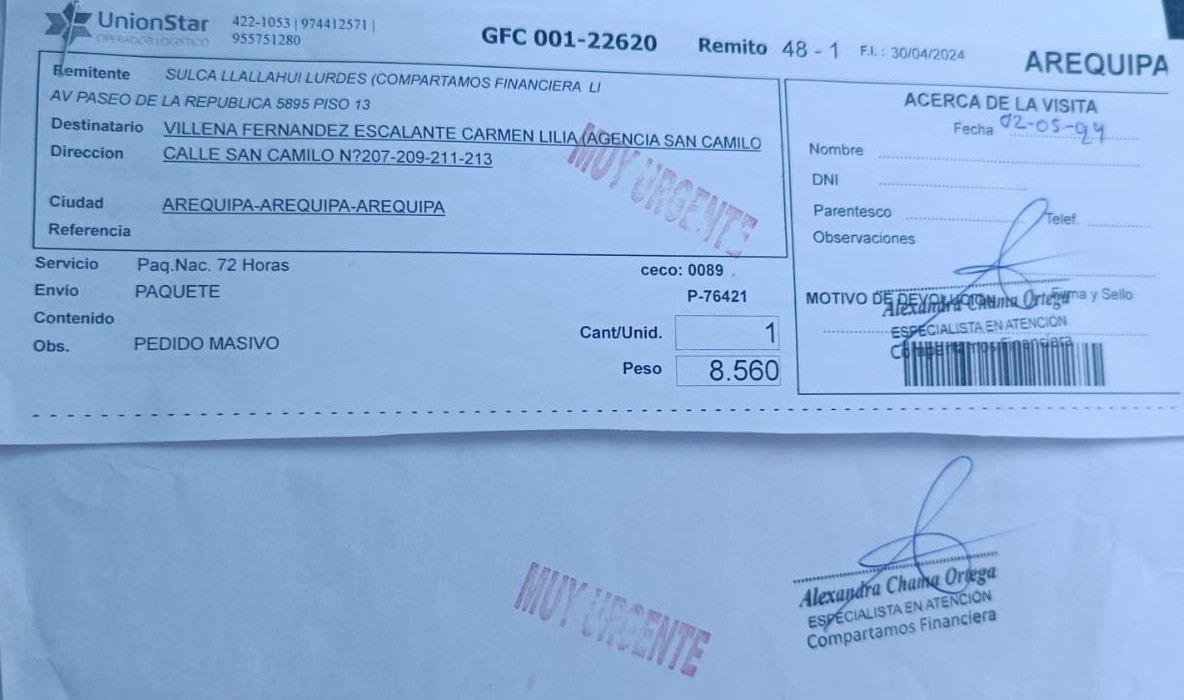 UnionStar
OPERADOR LOGISTICO
422-1053 | 974412571 |
955751280
GFC 001-22620
Remito 48 - 1
F.I. : 30/04/2024
AREQUIPA
Remitente SULCA LLALLAHUI LURDES (COMPARTAMOS FINANCIERA LI
AV PASEO DE LA REPUBLICA 5895 PISO 13
Destinatario VILLENA FERNANDEZ ESCALANTE CARMEN LILIA (AGENCIA SAN CAMILO
Direccion CALLE SAN CAMILO N?207-209-211-213
Ciudad AREQUIPA-AREQUIPA-AREQUIPA
Referencia
MUY URGENTE
Servicio Paq.Nac. 72 Horas
Envío PAQUETE
Contenido
Obs. PEDIDO MASIVO
ceco: 0089
P-76421
Cant/Unid. 1
Peso 8.560
ACERCA DE LA VISITA
Fecha 02-05-94
Nombre
DNI
Parentesco Telef.
Observaciones
Firma y Sello
MOTIVO DE DEVOLUCION
Alexandra Chama Ortega
ESPECIALISTA EN ATENCIÓN
Compartamos Financiera
MUY URGENTE
Alexandra Chama Ortega
ESPECIALISTA EN ATENCIÓN
Compartamos Financiera